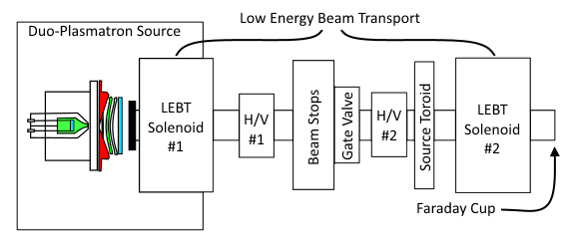 Low Energy Beam Transport
Duo-Plasmatron Source
LEBT
Solenoid
#1
H/V
#1
Beam Stops
Gate Valve
H/V
#2
Source Toroid
LEBT
Solenoid
#2
Faraday Cup